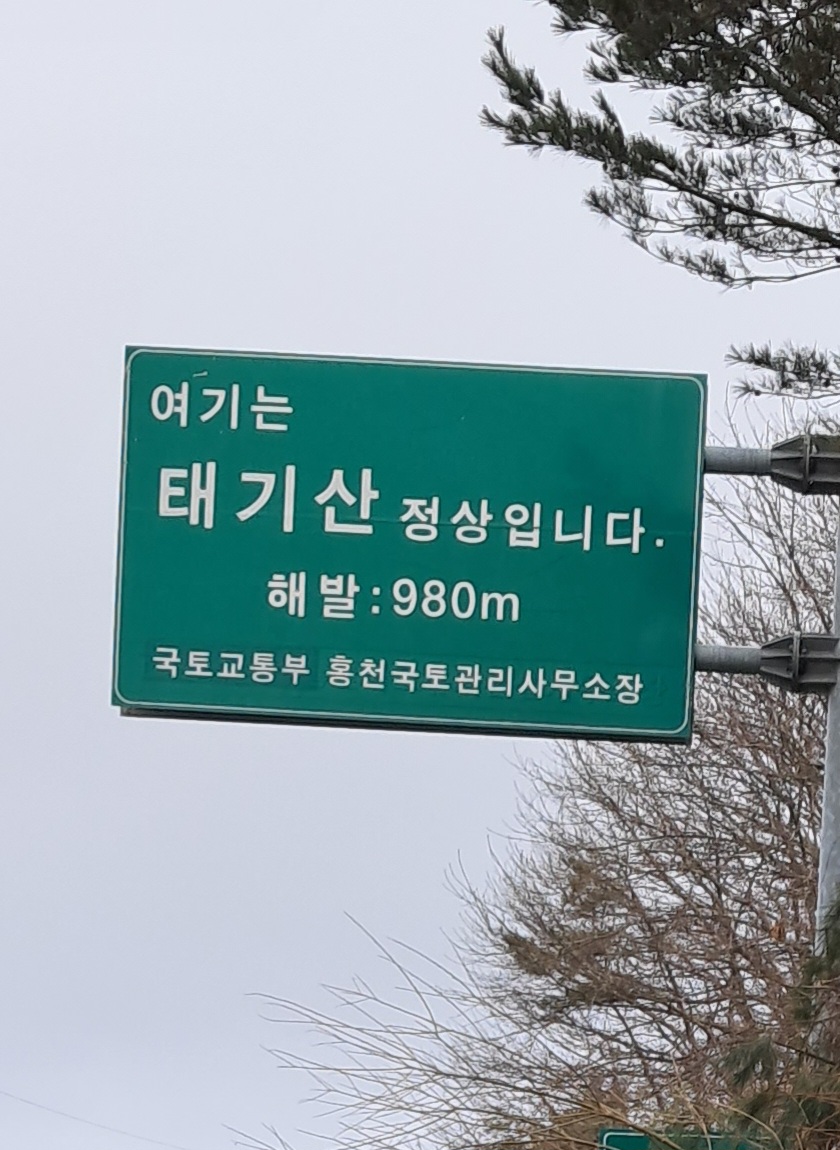 여기는
태기산 정상입니다.
해발:980m
국토교통부 홍천국토관리사무소장